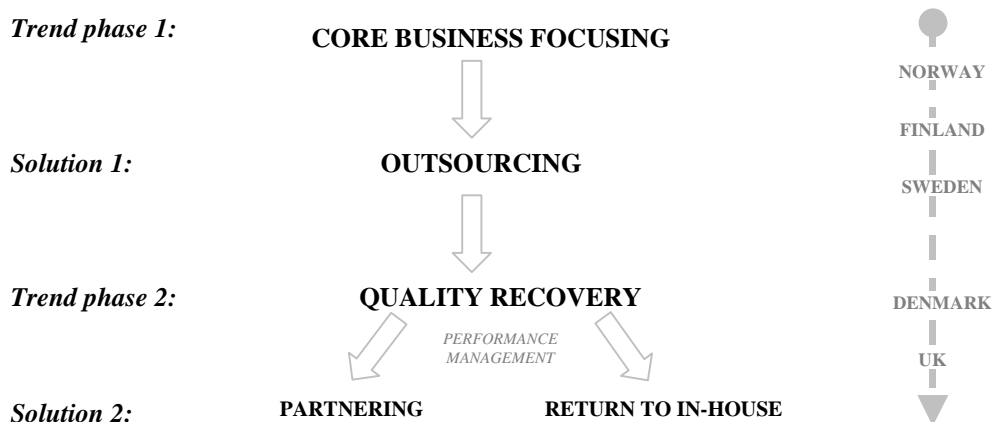 Trend phase 1:
CORE BUSINESS FOCUSING
NORWAY
FINLAND
Solution 1:
OUTSOURCING
SWEDEN
Trend phase 2:
QUALITY RECOVERY
DENMARK
PERFORMANCE
MANAGEMENT
UK
Solution 2:
PARTNERING
RETURN TO IN-HOUSE